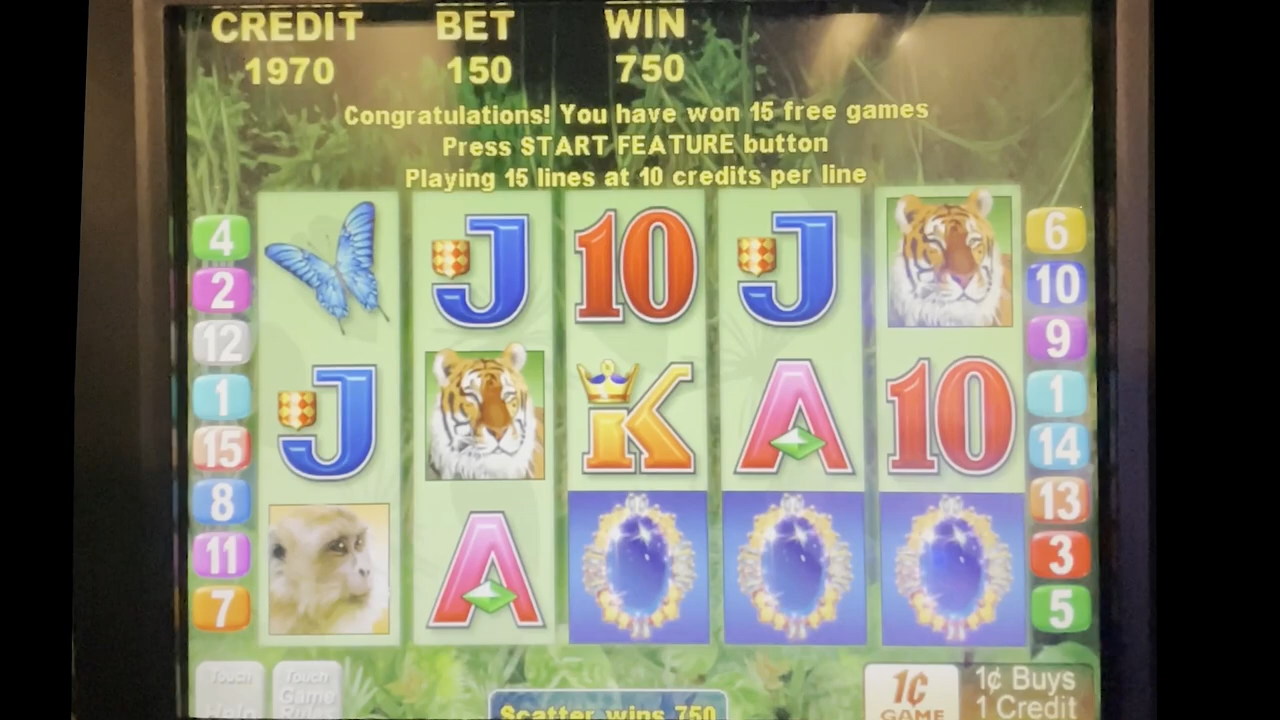 CREDIT BET WIN
1970 150 750
Congratulations! You have won 15 free games
Press START FEATURE button
Playing 15 lines at 10 credits per line
4 J 10 J 6
2 10
12 9
1 J K A 10 1
15 14
8 13
11 A 3
7 5
Touch Touch 1¢ 1¢ Buys
Help Game GAME 1 Credit
Rules
Scatter wins 750